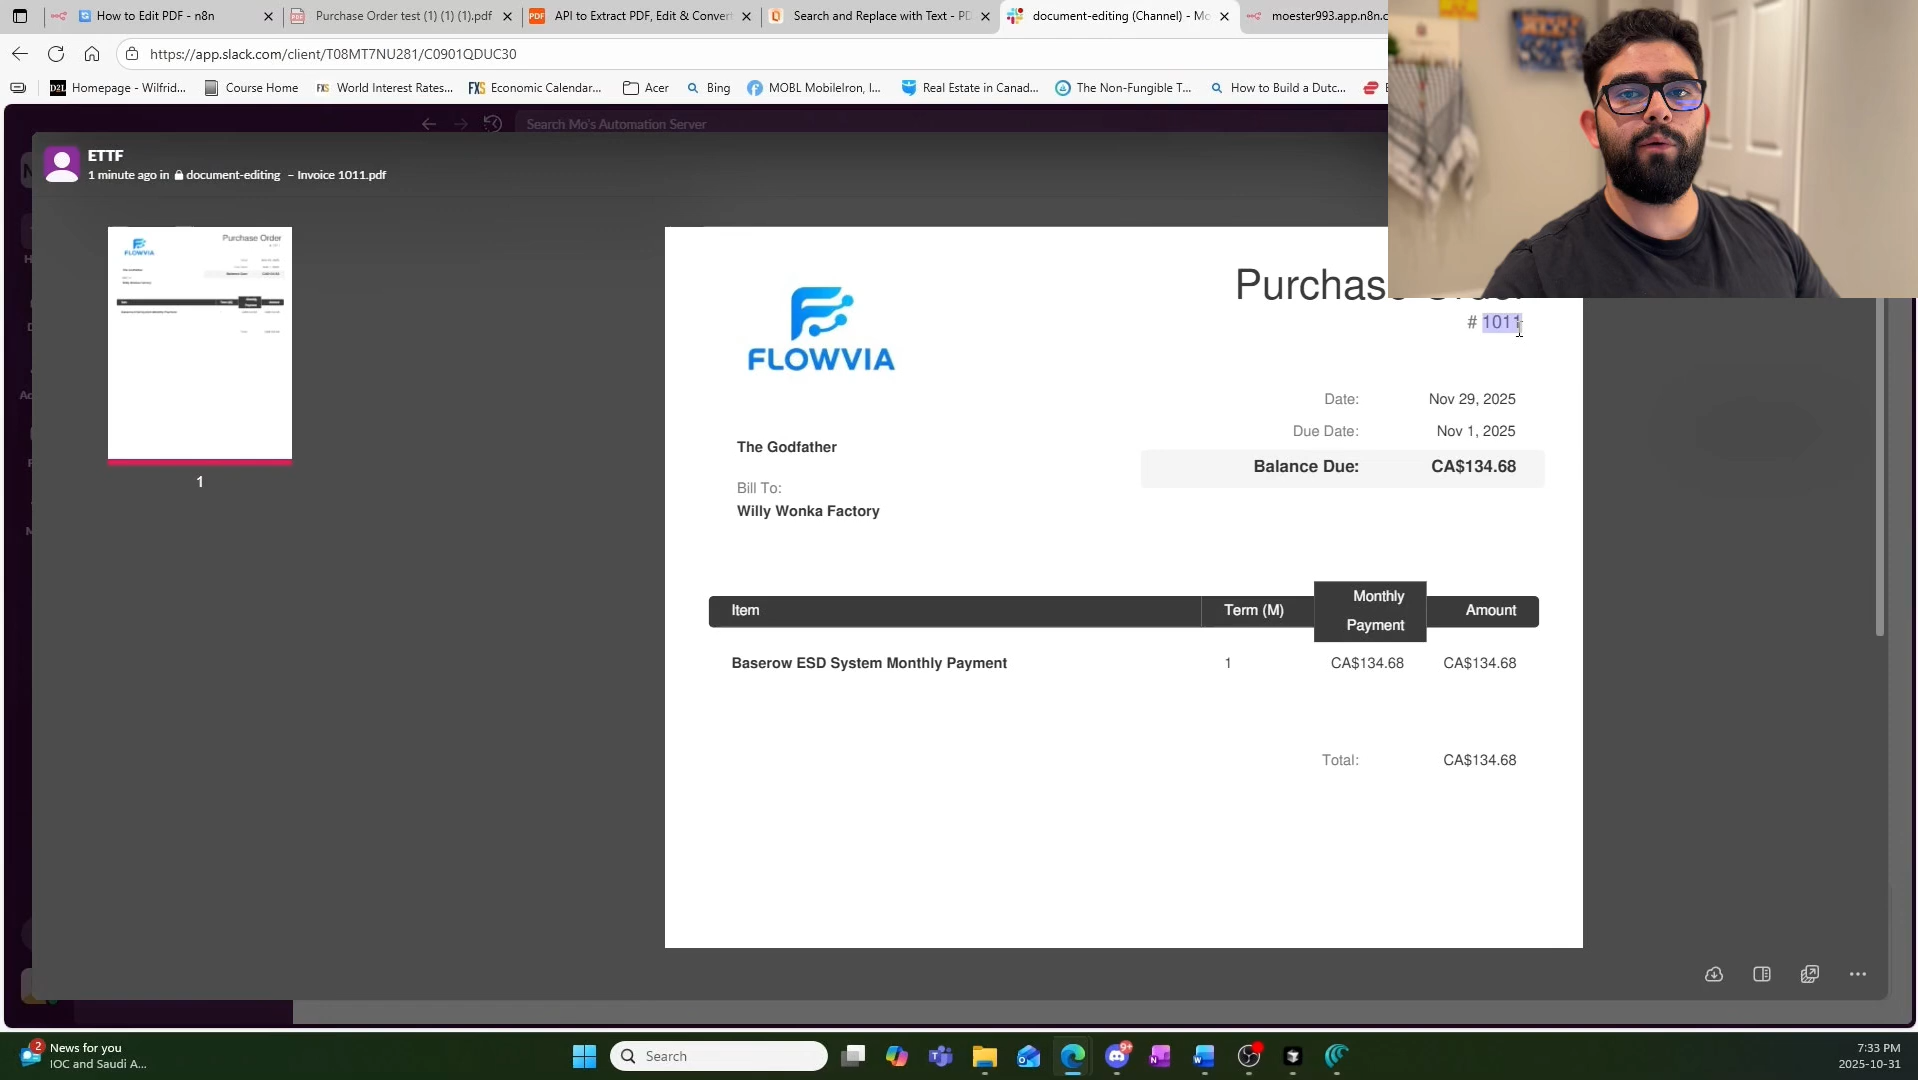 How to Edit PDF - n8n
Purchase Order test (1) (1) (1).pdf
API to Extract PDF, Edit & Conver
Search and Replace with Text - PD
document-editing (Channel) - Mo
moester993.app.n8n.c
https://app.slack.com/client/T08MT7NU281/C0901QDUC30
Homepage - Wilfrid...
Course Home
World Interest Rates...
Economic Calendar...
Acer
Bing
MOBL MobileIron, I...
Real Estate in Canad...
The Non-Fungible T...
How to Build a Dutc...
Search Mo's Automation Server
ETTF
1 minute ago in document-editing – Invoice 1011.pdf
1
FLOWVIA
Purchase Order
# 1011
Date: Nov 29, 2025
Due Date: Nov 1, 2025
Balance Due: CA$134.68
The Godfather
Bill To:
Willy Wonka Factory
Item Term (M) Monthly Payment Amount
Baserow ESD System Monthly Payment 1 CA$134.68 CA$134.68
Total: CA$134.68
2
News for you
IOC and Saudi A...
Search
9+
7:33 PM
2025-10-31